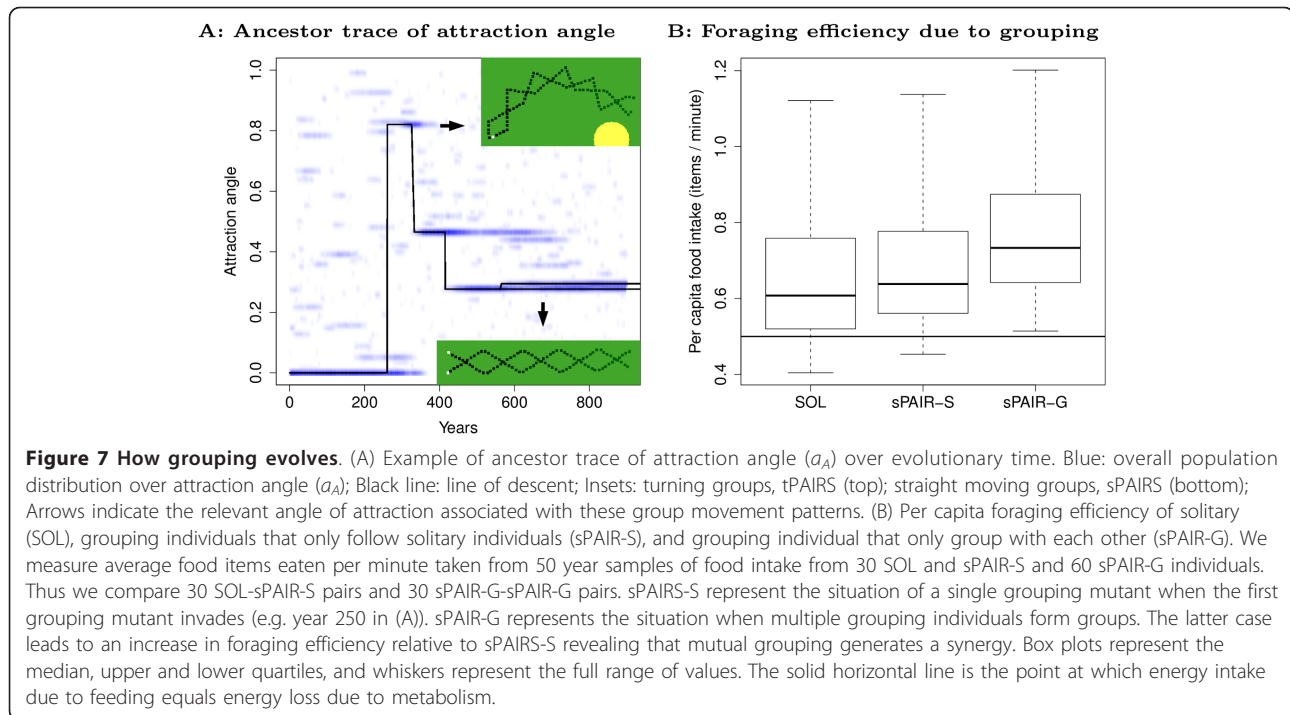 A: Ancestor trace of attraction angle
B: Foraging efficiency due to grouping
Attraction angle
1.0
0.8
0.6
0.4
0.2
0.0
0 200 400 600 800
Years
Per capita food intake (items / minute)
1.2
1.0
0.8
0.6
0.4
SOL sPAIR−S sPAIR−G
Figure 7 How grouping evolves. (A) Example of ancestor trace of attraction angle (aA) over evolutionary time. Blue: overall population
distribution over attraction angle (aA); Black line: line of descent; Insets: turning groups, tPAIRS (top); straight moving groups, sPAIRS (bottom);
Arrows indicate the relevant angle of attraction associated with these group movement patterns. (B) Per capita foraging efficiency of solitary
(SOL), grouping individuals that only follow solitary individuals (sPAIR-S), and grouping individual that only group with each other (sPAIR-G). We
measure average food items eaten per minute taken from 50 year samples of food intake from 30 SOL and sPAIR-S and 60 sPAIR-G individuals.
Thus we compare 30 SOL-sPAIR-S pairs and 30 sPAIR-G-sPAIR-G pairs. sPAIRS-S represent the situation of a single grouping mutant when the first
grouping mutant invades (e.g. year 250 in (A)). sPAIR-G represents the situation when multiple grouping individuals form groups. The latter case
leads to an increase in foraging efficiency relative to sPAIRS-S revealing that mutual grouping generates a synergy. Box plots represent the
median, upper and lower quartiles, and whiskers represent the full range of values. The solid horizontal line is the point at which energy intake
due to feeding equals energy loss due to metabolism.